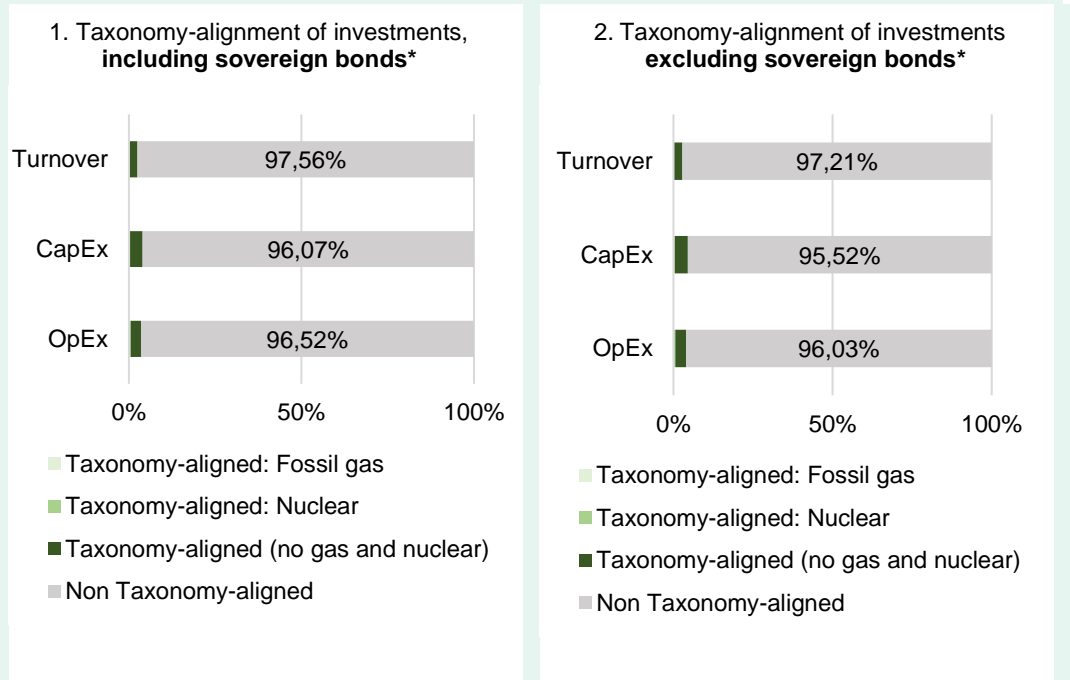 1. Taxonomy-alignment of investments,
including sovereign bonds*
Turnover
97,56%
CapEx
96,07%
OpEx
96,52%
0%
50%
100%
Taxonomy-aligned: Fossil gas
Taxonomy-aligned: Nuclear
Taxonomy-aligned (no gas and nuclear)
Non Taxonomy-aligned
2. Taxonomy-alignment of investments
excluding sovereign bonds*
Turnover
97,21%
CapEx
95,52%
OpEx
96,03%
0%
50%
100%
Taxonomy-aligned: Fossil gas
Taxonomy-aligned: Nuclear
Taxonomy-aligned (no gas and nuclear)
Non Taxonomy-aligned